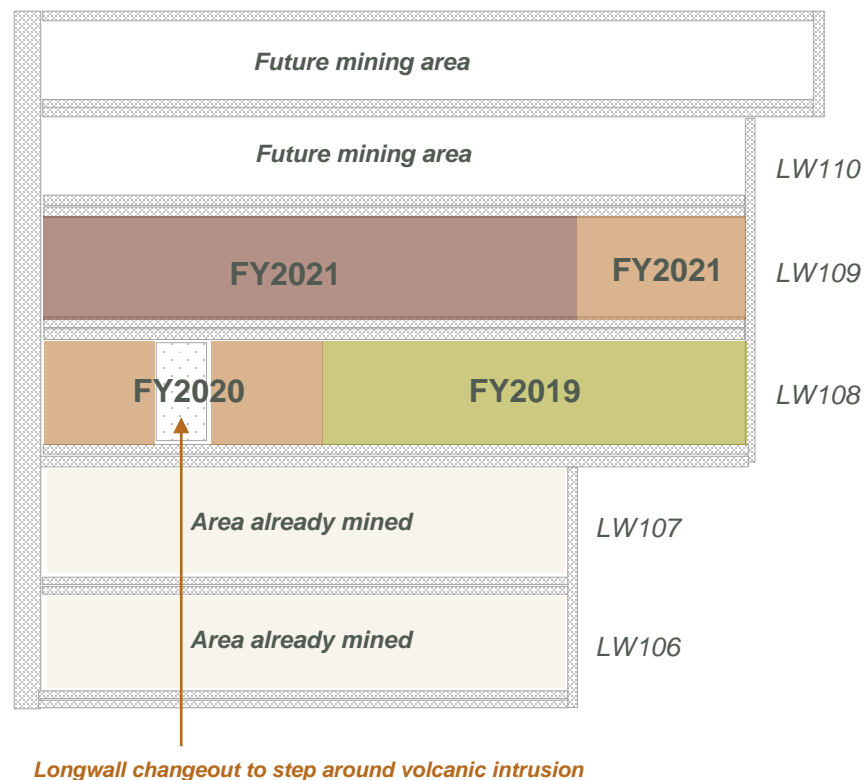 Future mining area
Future mining area
LW110
FY2021
FY2021
LW109
FY2020
FY2019
LW108
Area already mined
LW107
Area already mined
LW106
Longwall changeout to step around volcanic intrusion